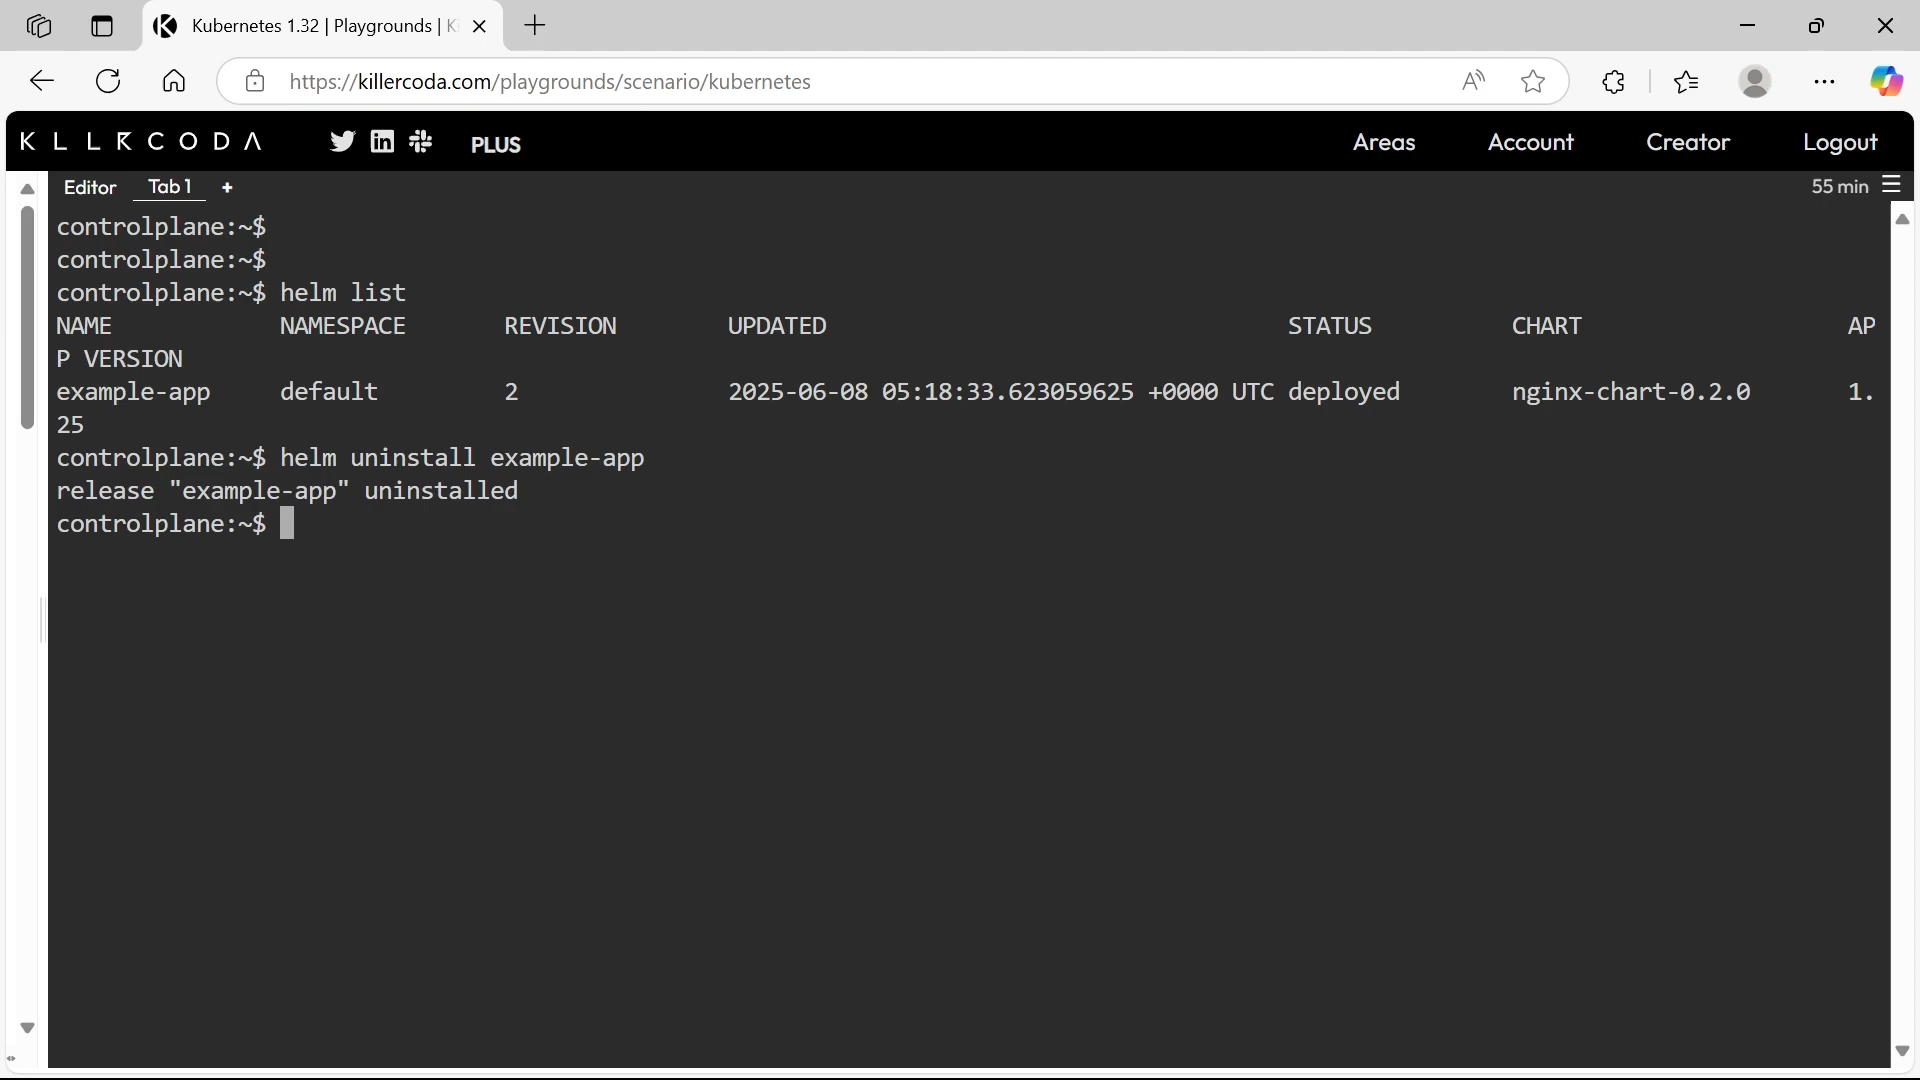 Kubernetes 1.32 | Playgrounds |
https://killercoda.com/playgrounds/scenario/kubernetes
KILLERCODA PLUS Areas Account Creator Logout
Editor Tab 1 + 55 min
controlplane:~$
controlplane:~$
controlplane:~$ helm list
NAME NAMESPACE REVISION UPDATED STATUS CHART AP
P VERSION
example-app default 2 2025-06-08 05:18:33.623059625 +0000 UTC deployed nginx-chart-0.2.0 1.
25
controlplane:~$ helm uninstall example-app
release "example-app" uninstalled
controlplane:~$